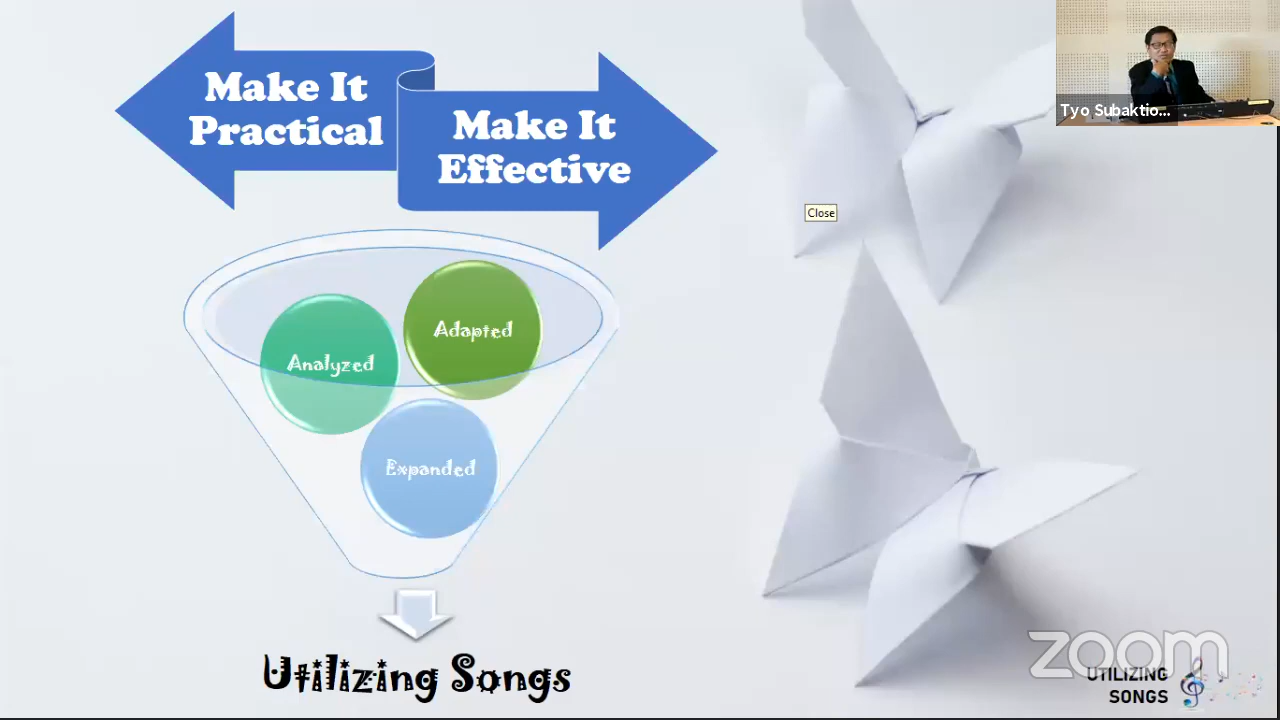 Make It
Practical
Make It
Effective
Tyo Subaktio...
Close
Adapted
Analyzed
Expanded
Utilizing Songs
zoom
UTILIZING
SONGS